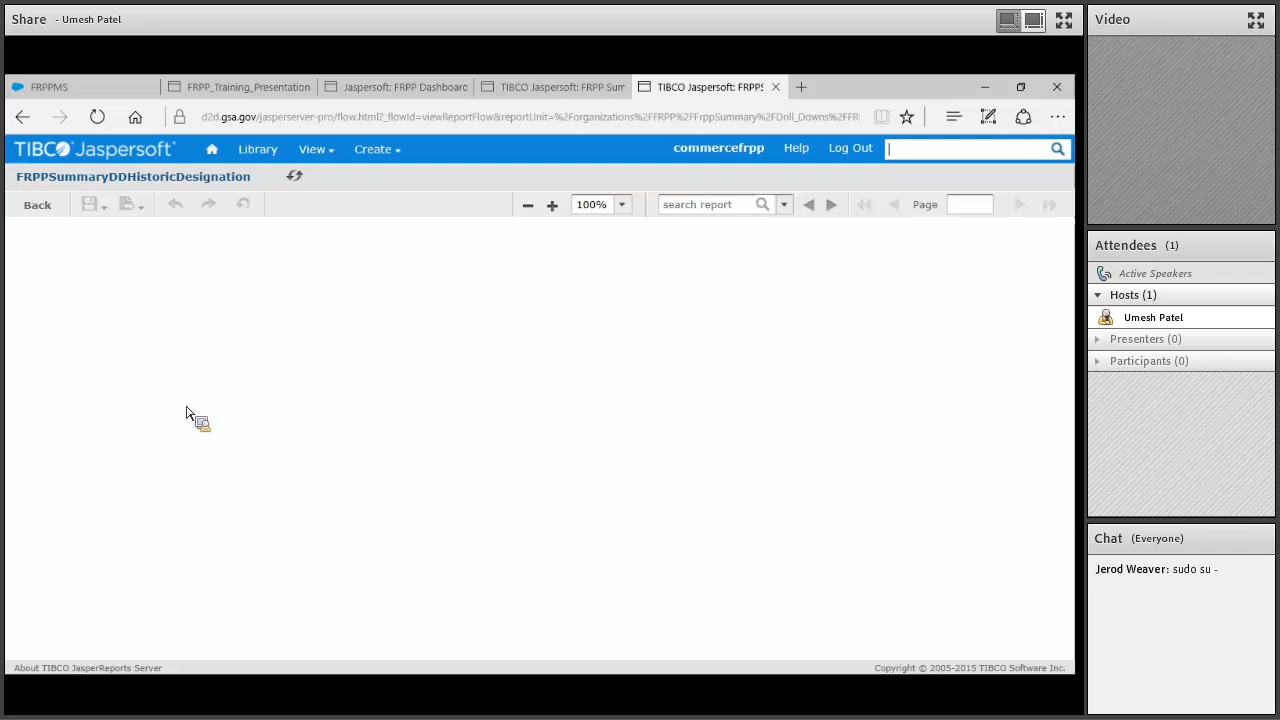 Share - Umesh Patel
Video
FRPPMS
FRPP_Training_Presentation
Jaspersoft: FRPP Dashboard
TIBCO Jaspersoft: FRPP Sum
TIBCO Jaspersoft: FRPPS
d2d.gsa.gov/jasperserver-pro/flow.html?_flowId=viewReportFlow&reportUnit=%2Forganizations%2FFRPP%2FFrppSummary%2FDrill_Downs%2FFR
TIBCO Jaspersoft
Library
View
Create
commercefrpp
Help
Log Out
FRPPSummaryDDHistoricDesignation
Back
100%
search report
Page
Attendees (1)
Active Speakers
Hosts (1)
Umesh Patel
Presenters (0)
Participants (0)
Chat (Everyone)
Jerod Weaver: sudo su -
About TIBCO JasperReports Server
Copyright © 2005-2015 TIBCO Software Inc.